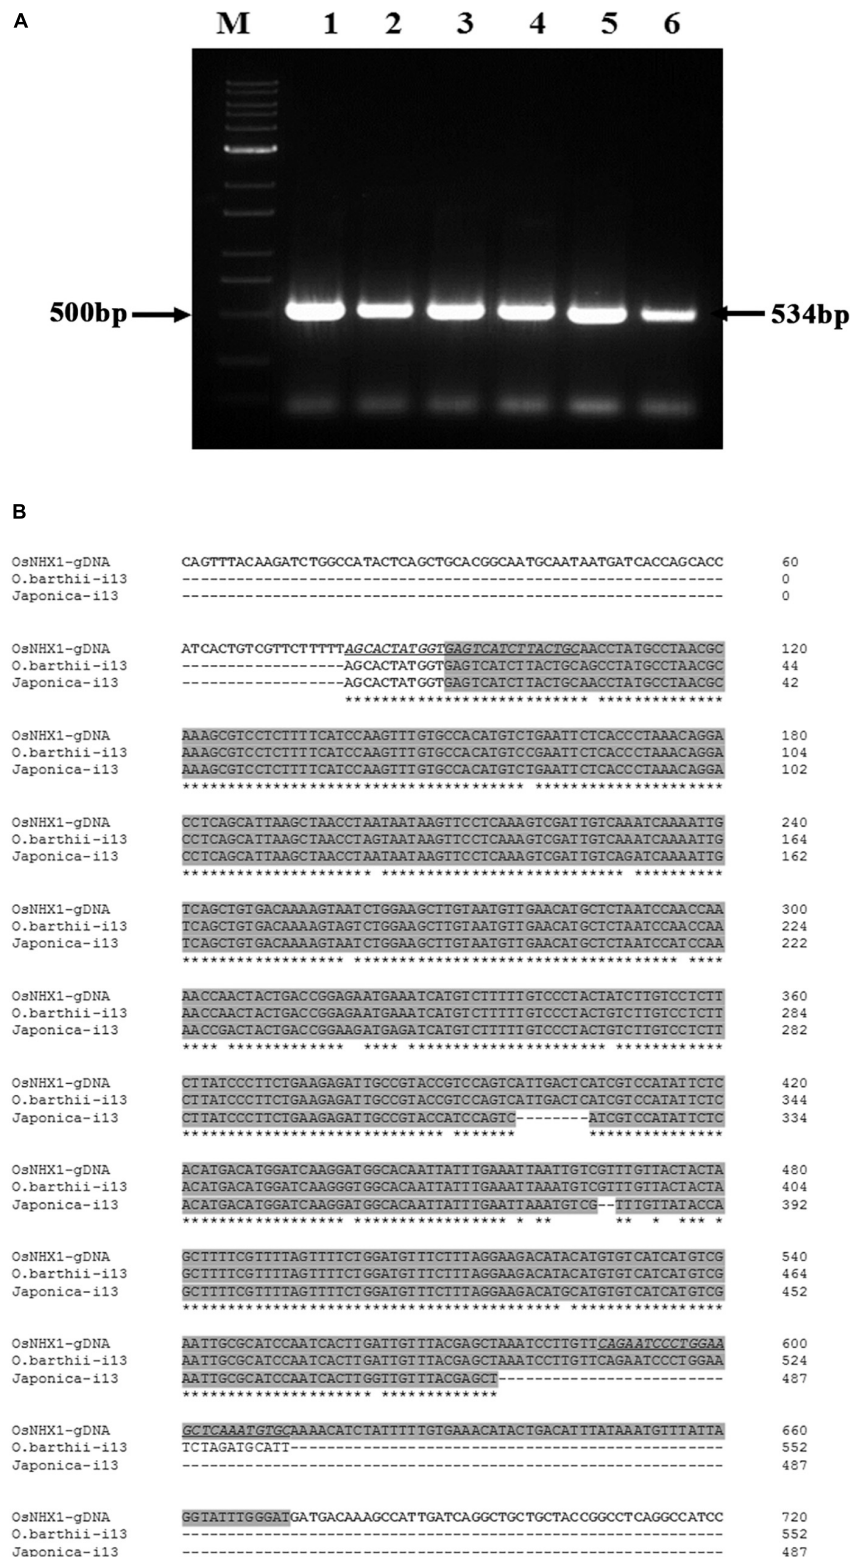 A
M 1 2 3 4 5 6
500bp
534bp
B
OsNHX1-gDNA CAGTTTACAAGATCTGGCCATACTCAGCTGCACGGCAATGCAATAATGATCACCAGCACC 60
O.barthii-i13 ------------------------------------------------------------ 0
Japonica-i13 ------------------------------------------------------------ 0
OsNHX1-gDNA ATCACTGTCGTTCTTTTTAGCACTATGGTGAGTCATCTTACTGCAACCTATGCCTAACGC 120
O.barthii-i13 ------------------AGCACTATGGTGAGTCATCTTACTGCAGCCTATGCCTAACGC 44
Japonica-i13 ------------------AGCACTATGGTGAGTCATCTTACTGCAACCTATGCCTAACGC 42
*************************** **************
OsNHX1-gDNA AAAGCGTCCTCTTTTCATCCAAGTTTGTGCCACATGTCTGAATTCTCACCCTAAACAGGA 180
O.barthii-i13 AAAGCGTCCTCTTTTCATCCAAGTTTGTGCCACATGTCCGAATTCTCACCCTAAACAGGA 104
Japonica-i13 AAAGCGTCCTCTTTTCATCCAAGTTTGTGCCACATGTCTGAATTCTCACCCTAAACAGGA 102
************************************** *********************
OsNHX1-gDNA CCTCAGCATTAAGCTAACCTAATAATAAGTTCCTCAAAGTCGATTGTCAAATCAAAATTG 240
O.barthii-i13 CCTCAGCATTAAGCTAACCTAGTAATAAGTTCCTCAAAGTCGATTGTCAAATCAAAATTG 164
Japonica-i13 CCTCAGCATTAAGCTAACCTAATAATAAGTTCCTCAAAGTCGATTGTCAGATCAAAATTG 162
********************* *************************** **********
OsNHX1-gDNA TCAGCTGTGACAAAAGTAATCTGGAAGCTTGTAATGTTGAACATGCTCTAATCCAACCAA 300
O.barthii-i13 TCAGCTGTGACAAAAGTAGTCTGGAAGCTTGTAATGTTGAACATGCTCTAATCCAACCAA 224
Japonica-i13 TCAGCTGTGACAAAAGTAATCTGGAAGCTTGTAATGTTGAACATGCTCTAATCCATCCAA 222
****************** ************************************ ****
OsNHX1-gDNA AACCAACTACTGACCGGAGAATGAAATCATGTCTTTTTGTCCCTACTATCTTGTCCTCTT 360
O.barthii-i13 AACCAACTACTGACCGGAGAATGAAATCATGTCTTTTTGTCCCTACTGTCTTGTCCTCTT 284
Japonica-i13 AACCGACTACTGACCGGAAGATGAGATCATGTCTTTTTGTCCCTACTGTCTTGTCCTCTT 282
**** *************  **** ********************** ************
OsNHX1-gDNA CTTATCCCTTCTGAAGAGATTGCCGTACCGTCCAGTCATTGACTCATCGTCCATATTCTC 420
O.barthii-i13 CTTATCCCTTCTGAAGAGATTGCCGTACCGTCCAGTCATTGACTCATCGTCCATATTCTC 344
Japonica-i13 CTTATCCCTTCTGAAGAGATTGCCGTACCATCCAGTC--------ATCGTCCATATTCTC 334
***************************** *******        ***************
OsNHX1-gDNA ACATGACATGGATCAAGGATGGCACAATTATTTGAAATTAATTGTCGTTTGTTACTACTA 480
O.barthii-i13 ACATGACATGGATCAAGGATGGCACAATTATTTGAAATTAAATGTCGTTTGTTACTACTA 404
Japonica-i13 ACATGACATGGATCAAGGATGGCACAATTATTTGAATTAAATGTCG--TTTGTTATACCA 392
OsNHX1-gDNA GCTTTTCGTTTTAGTTTTCTGGATGTTTCTTTAGGAAGACATACATGTGTCATCATGTCG 540
O.barthii-i13 GCTTTTCGTTTTAGTTTTCTGGATGTTTCTTTAGGAAGACATACATGTGTCATCATGTCG 464
Japonica-i13 GCTTTTCGTTTTAGTTTTCTGGATGTTTCTTTAGGAAGACATGCATGTGTCATCATGTCG 452
****************************************** *****************
OsNHX1-gDNA AATTGCGCATCCAATCACTTGATTGTTTACGAGCTAAATCCTTGTTCAGAATCCCTGGAA 600
O.barthii-i13 AATTGCGCATCCAATCACTTGATTGTTTACGAGCTAAATCCTTGTTCAGAATCCCTGGAA 524
Japonica-i13 AATTGCGCATCCAATCACTTGGTTGTTTACGAGCT------------------------- 487
********************* *************
OsNHX1-gDNA GCTCAAATGTGCAAAACATCTATTTTTGTGAAACATACTGACATTTATAAATGTTTATTA 660
O.barthii-i13 TCTAGATGCATT------------------------------------------------ 552
Japonica-i13 ------------------------------------------------------------ 487
OsNHX1-gDNA GGTATTTGGGATGATGACAAAGCCATTGATCAGGCTGCTGCTACCGGCCTCAGGCCATCC 720
O.barthii-i13 ------------------------------------------------------------ 552
Japonica-i13 ------------------------------------------------------------ 487